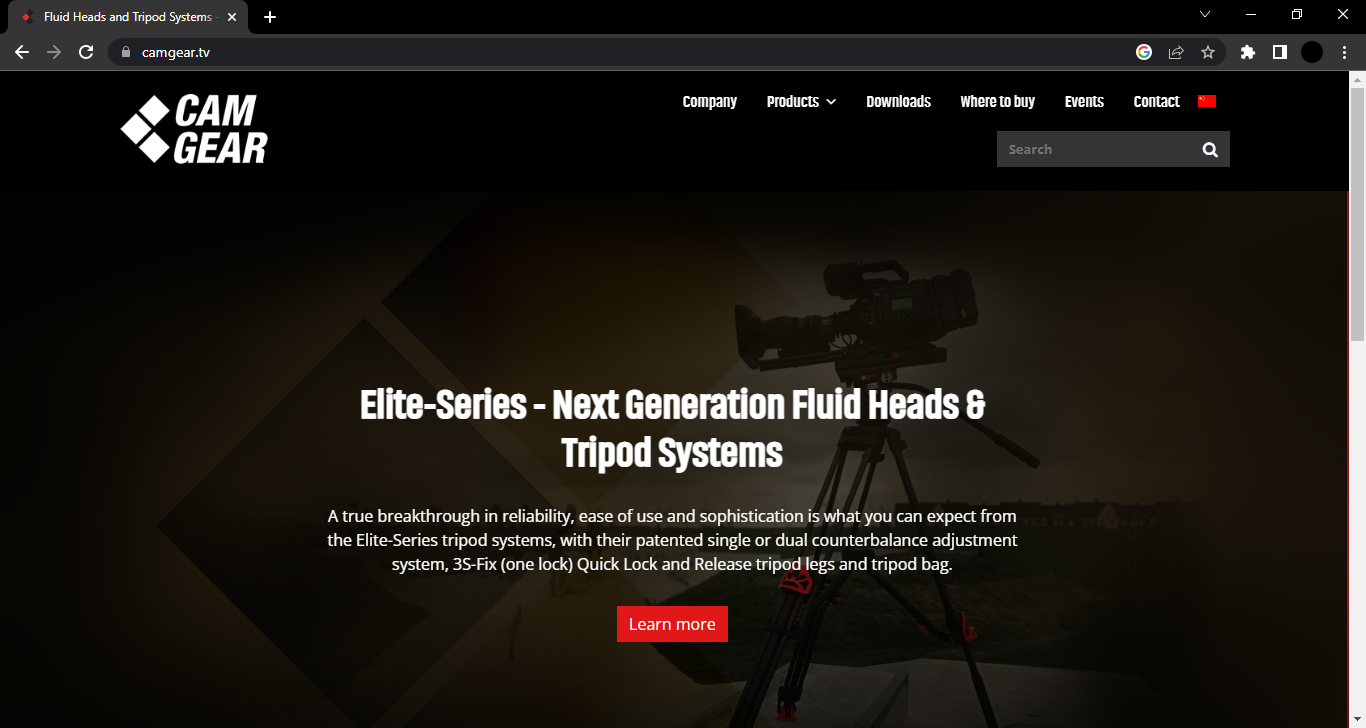 Fluid Heads and Tripod Systems -
camgear.tv
CAM
GEAR
Company Products Downloads Where to buy Events Contact
Search
Elite-Series - Next Generation Fluid Heads &
Tripod Systems
A true breakthrough in reliability, ease of use and sophistication is what you can expect from
the Elite-Series tripod systems, with their patented single or dual counterbalance adjustment
system, 3S-Fix (one lock) Quick Lock and Release tripod legs and tripod bag.
Learn more